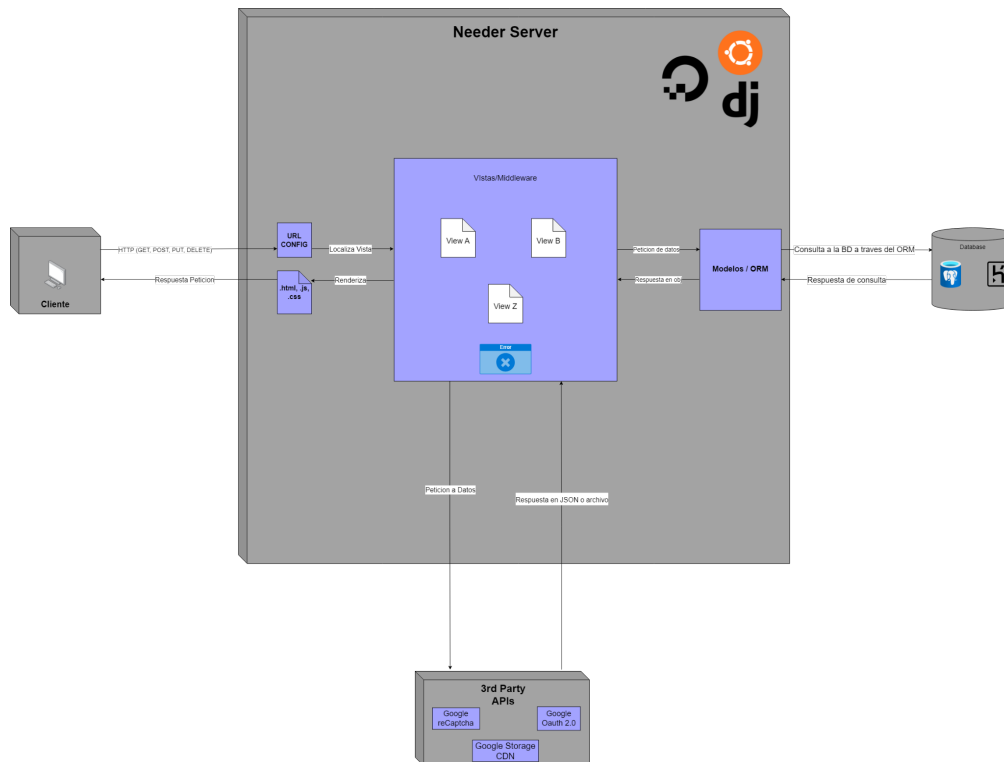 Needer Server
dj
Vistas/Middleware
View A
View B
View Z
Error
URL
CONFIG
.html, .js,
.css
HTTP (GET, POST, PUT, DELETE)
Respuesta Peticion
Localiza Vista
Renderiza
Cliente
Peticion de datos
Respuesta en obj
Modelos / ORM
Consulta a la BD a traves del ORM
Respuesta de consulta
Database
Peticion a Datos
Respuesta en JSON o archivo
3rd Party
APIs
Google
reCaptcha
Google
Oauth 2.0
Google Storage
CDN